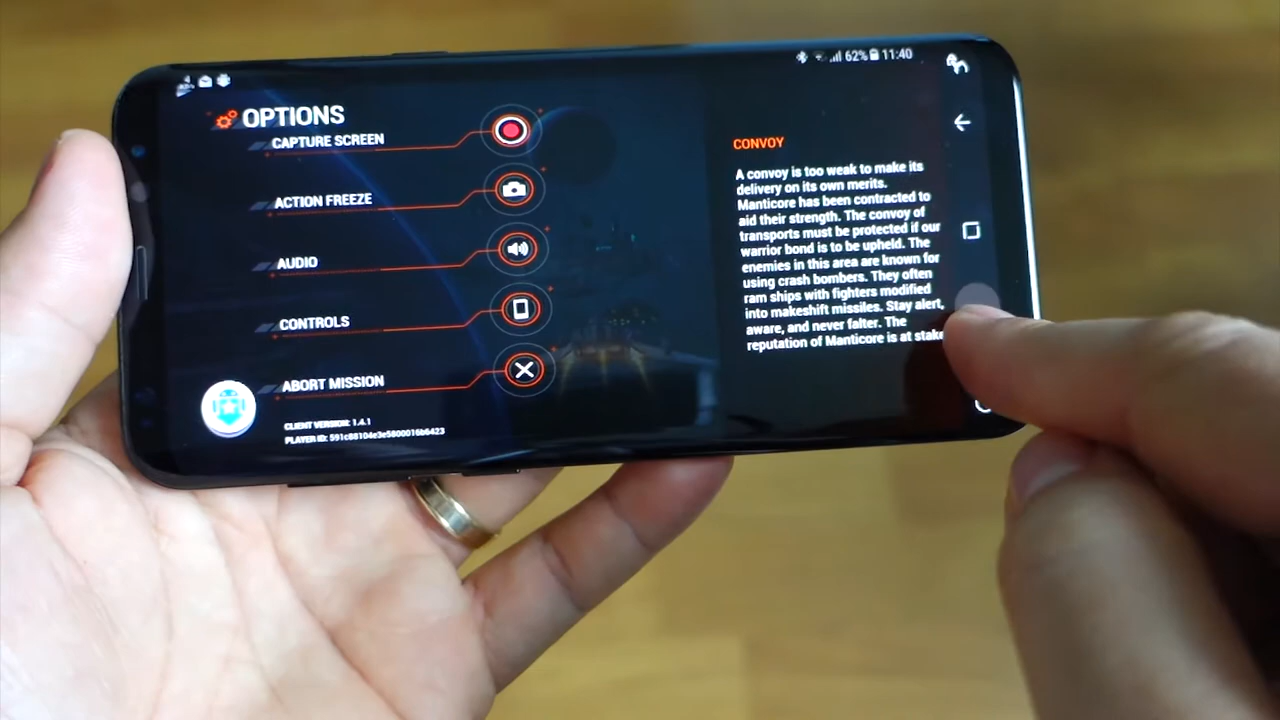 62% 11:40
OPTIONS
CAPTURE SCREEN
ACTION FREEZE
AUDIO
CONTROLS
ABORT MISSION
CLIENT VERSION: 1.4.1
PLAYER ID: 591c88104e3e5800016b6423
CONVOY
A convoy is too weak to make its
delivery on its own merits.
Manticore has been contracted to
aid their strength. The convoy of
transports must be protected if our
warrior bond is to be upheld. The
enemies in this area are known for
using crash bombers. They often
ram ships with fighters modified
into makeshift missiles. Stay alert,
aware, and never falter. The
reputation of Manticore is at stake